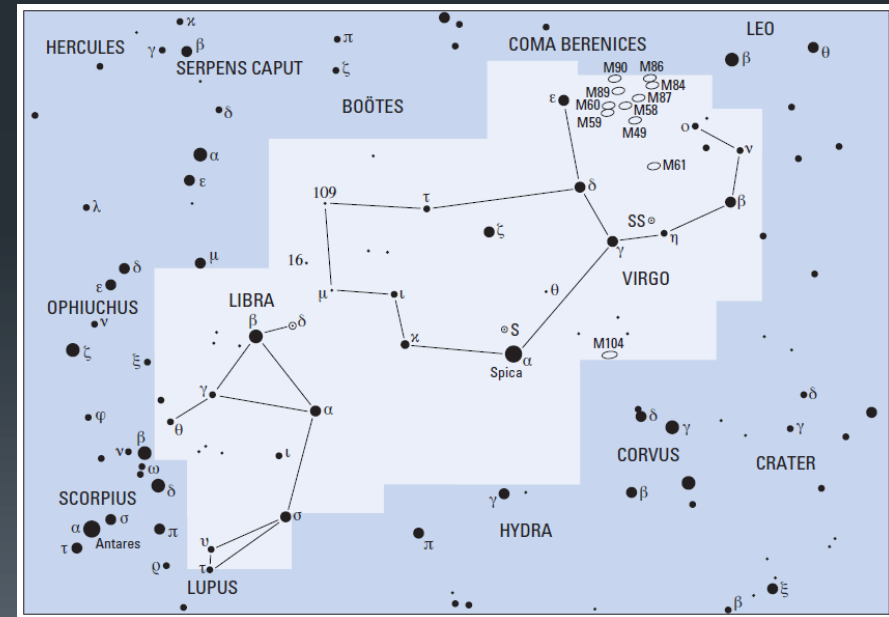 LEO
HERCULES
ϰ
γ
β
SERPENS CAPUT
π
ζ
COMA BERENICES
β
θ
M90
M86
M84
M89
M87
M60
M58
M59
M49
ε
BOÖTES
ο
ν
δ
α
ε
M61
λ
109
τ
δ
β
ζ
SS
η
γ
μ
16
VIRGO
δ
ε
OPHIUCHUS
ν
LIBRA
β
δ
μ
ι
θ
S
ϰ
α
Spica
M104
ζ
ξ
γ
α
θ
φ
δ
γ
CORVUS
δ
γ
CRATER
β
ν
ω
ι
SCORPIUS
δ
σ
α
Antares
τ
π
σ
γ
HYDRA
β
π
υ
τ
ϱ
LUPUS
ξ
β